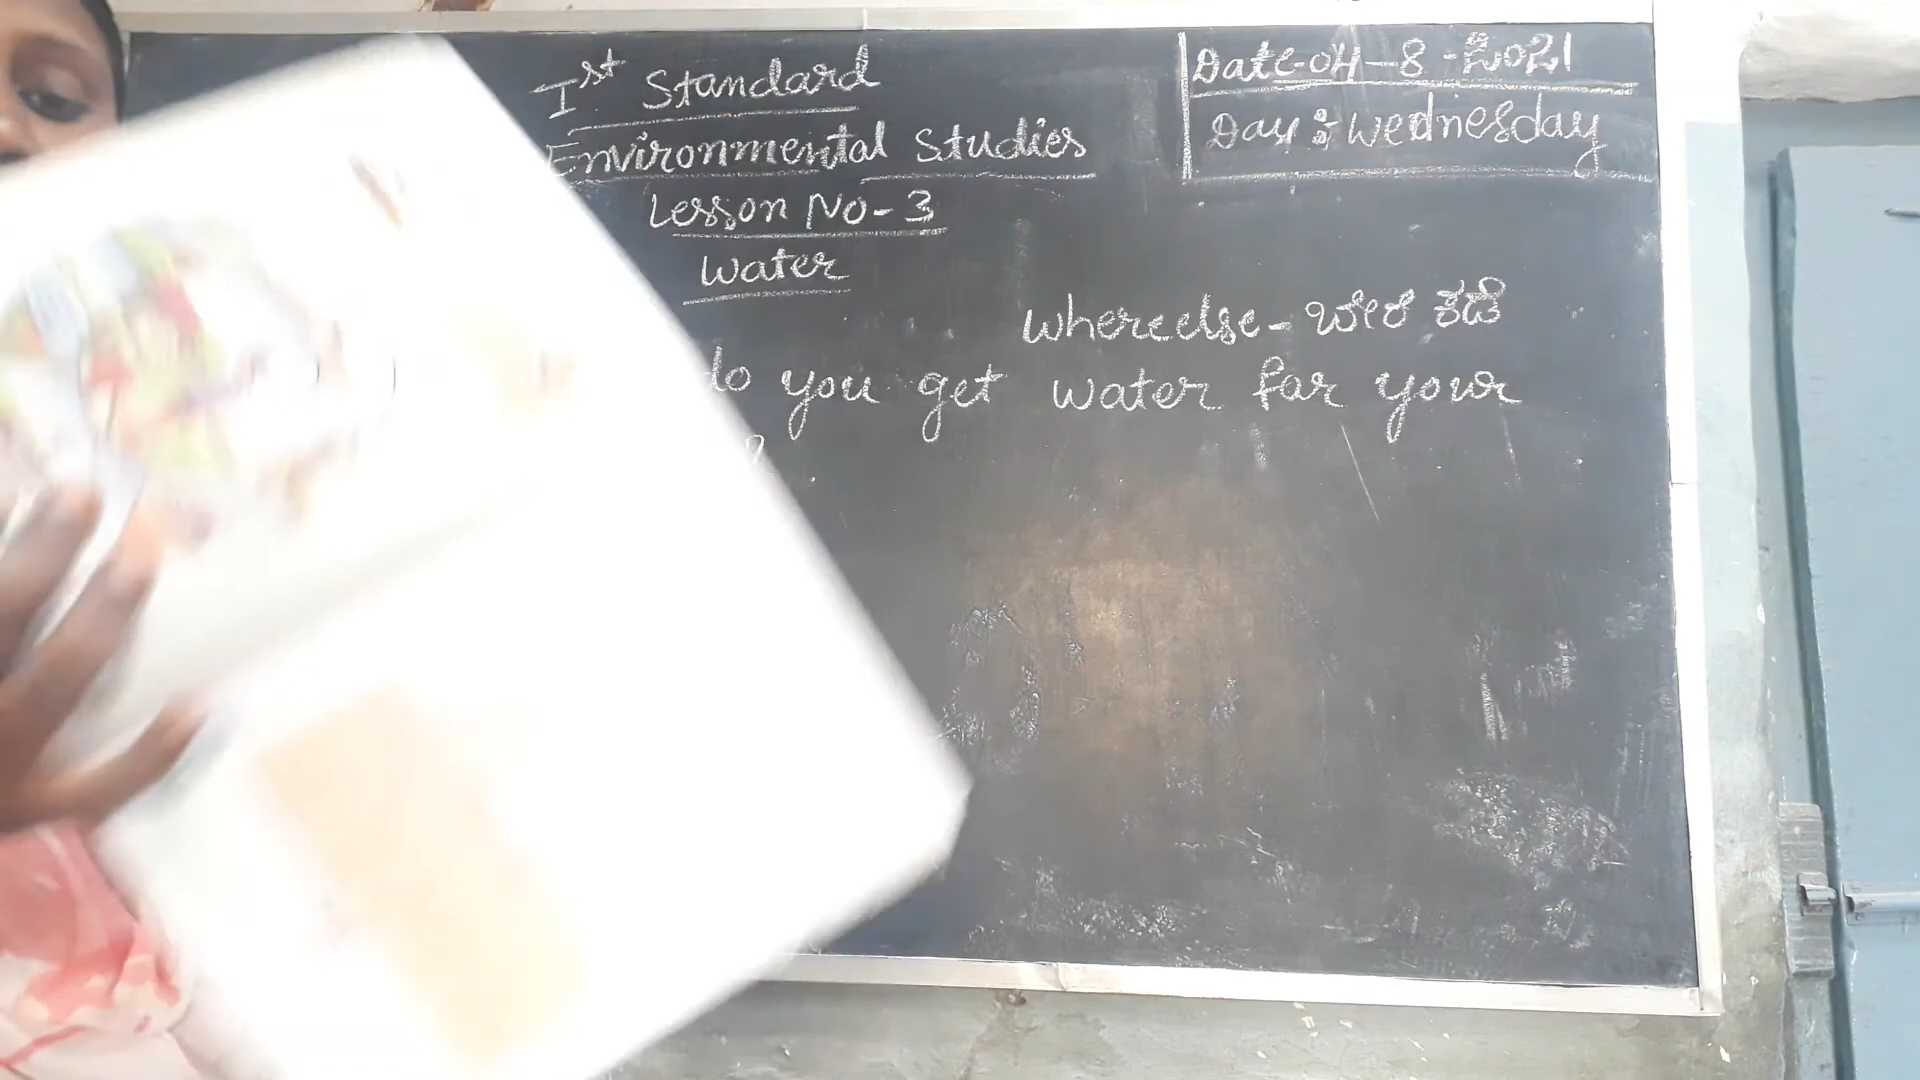 Ist Standard
Date-04-8-2021
Environmental Studies
Day : Wednesday
Lesson No-3
Water
whereelse - ಬೇರೆ ಕಡೆ
do you get water for your
?